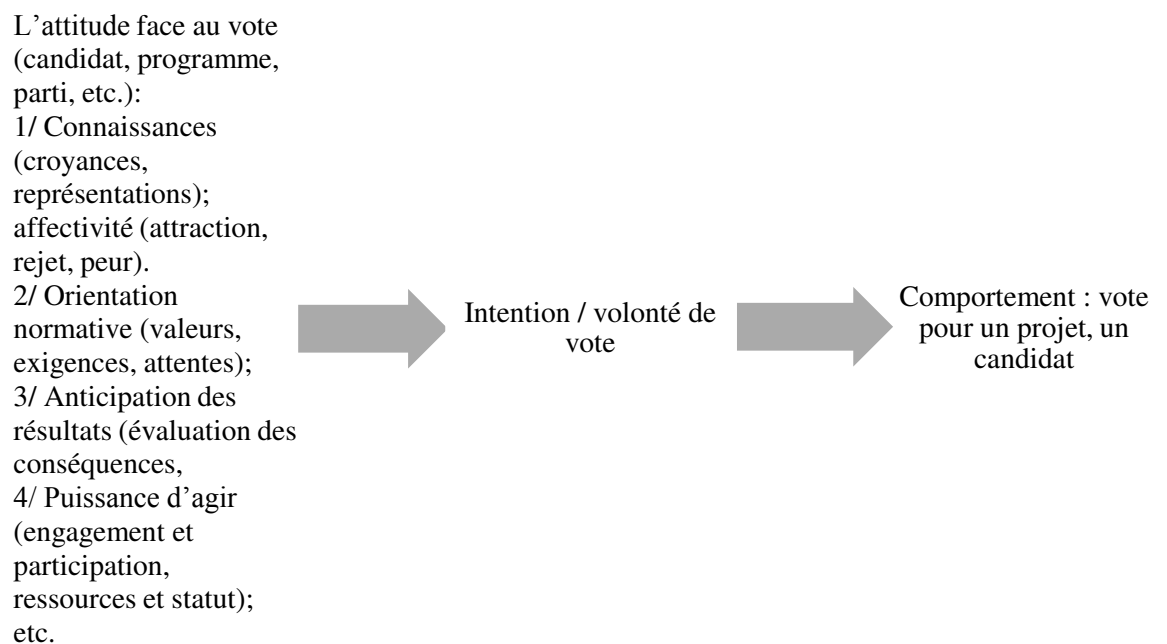 L’attitude face au vote
(candidat, programme,
parti, etc.):
1/ Connaissances
(croyances,
représentations);
affectivité (attraction,
rejet, peur).
2/ Orientation
normative (valeurs,
exigences, attentes);
3/ Anticipation des
résultats (évaluation des
conséquences,
4/ Puissance d’agir
(engagement et
participation,
ressources et statut);
etc.
Intention / volonté de
vote
Comportement : vote
pour un projet, un
candidat